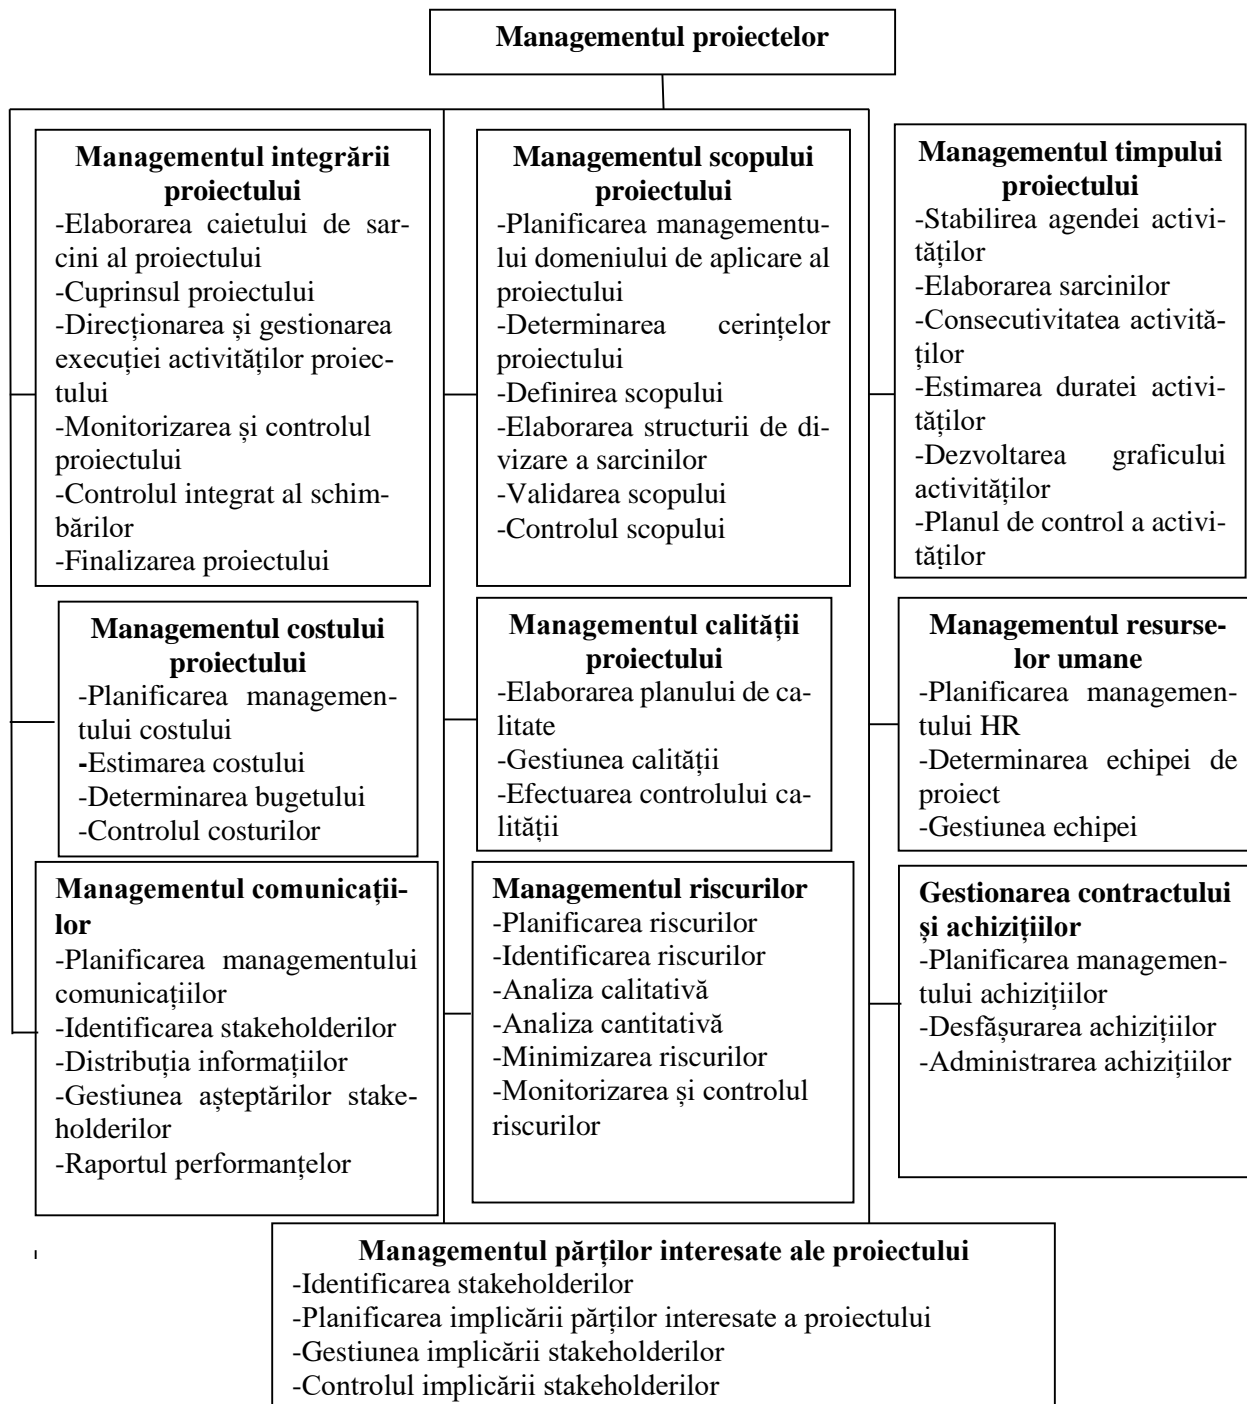 Managementul proiectelor
Managementul integrării
proiectului
-Elaborarea caietului de sar-
cini al proiectului
-Cuprinsul proiectului
-Direcționarea și gestionarea
execuției activităților proiec-
tului
-Monitorizarea și controlul
proiectului
-Controlul integrat al schim-
bărilor
-Finalizarea proiectului
Managementul scopului
proiectului
-Planificarea managementu-
lui domeniului de aplicare al
proiectului
-Determinarea cerințelor
proiectului
-Definirea scopului
-Elaborarea structurii de di-
vizare a sarcinilor
-Validarea scopului
-Controlul scopului
Managementul timpului
proiectului
-Stabilirea agendei activi-
tăților
-Elaborarea sarcinilor
-Consecutivitatea activită-
ților
-Estimarea duratei activi-
tăților
-Dezvoltarea graficului
activităților
-Planul de control a activi-
tăților
Managementul costului
proiectului
-Planificarea managemen-
tului costului
-Estimarea costului
-Determinarea bugetului
-Controlul costurilor
Managementul calității
proiectului
-Elaborarea planului de ca-
litate
-Gestiunea calității
-Efectuarea controlului ca-
lității
Managementul resurse-
lor umane
-Planificarea managemen-
tului HR
-Determinarea echipei de
proiect
-Gestiunea echipei
Managementul comunicații-
lor
-Planificarea managementului
comunicațiilor
-Identificarea stakeholderilor
-Distribuția informațiilor
-Gestiunea așteptărilor stake-
holderilor
-Raportul performanțelor
Managementul riscurilor
-Planificarea riscurilor
-Identificarea riscurilor
-Analiza calitativă
-Analiza cantitativă
-Minimizarea riscurilor
-Monitorizarea și controlul
riscurilor
Gestionarea contractului
și achizițiilor
-Planificarea managemen-
tului achizițiilor
-Desfășurarea achizițiilor
-Administrarea achizițiilor
Managementul părților interesate ale proiectului
-Identificarea stakeholderilor
-Planificarea implicării părților interesate a proiectului
-Gestiunea implicării stakeholderilor
-Controlul implicării stakeholderilor